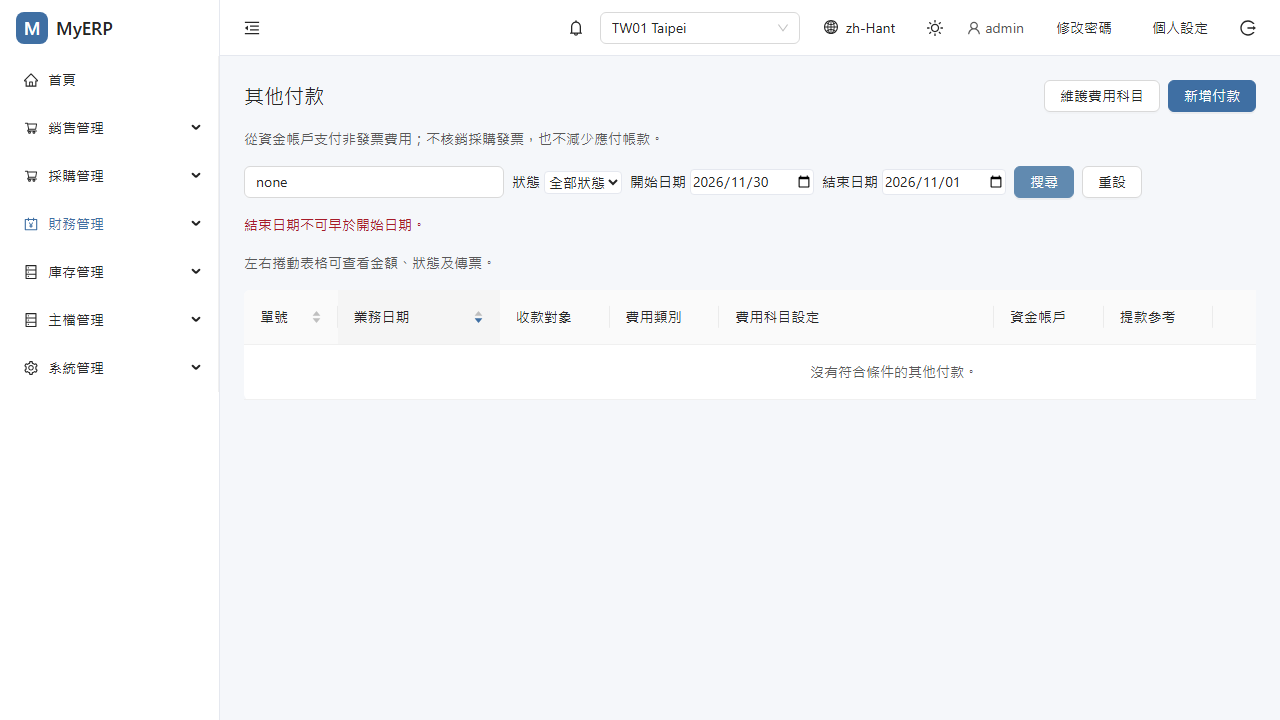 M MyERP
TW01 Taipei
zh-Hant
admin
修改密碼
個人設定
首頁
銷售管理
採購管理
財務管理
庫存管理
主檔管理
系統管理
其他付款
維護費用科目
新增付款
從資金帳戶支付非發票費用；不核銷採購發票，也不減少應付帳款。
none 狀態 全部狀態 開始日期 2026/11/30 結束日期 2026/11/01 搜尋 重設
結束日期不可早於開始日期。
左右捲動表格可查看金額、狀態及傳票。
單號 業務日期 收款對象 費用類別 費用科目設定 資金帳戶 提款參考
沒有符合條件的其他付款。